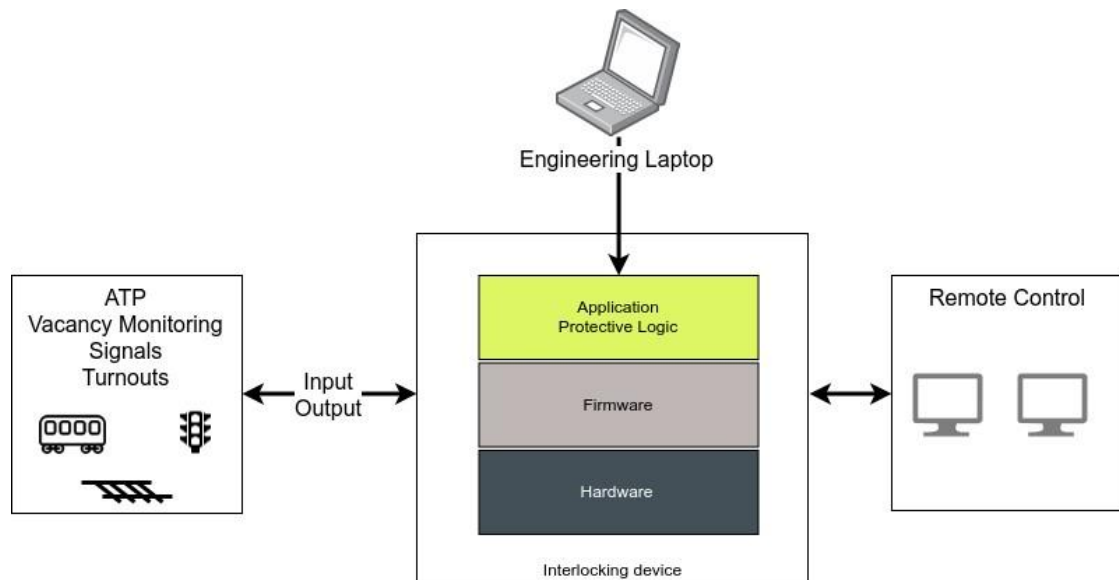 Engineering Laptop
ATP
Vacancy Monitoring
Signals
Turnouts
Input
Output
Application
Protective Logic
Firmware
Hardware
Interlocking device
Remote Control